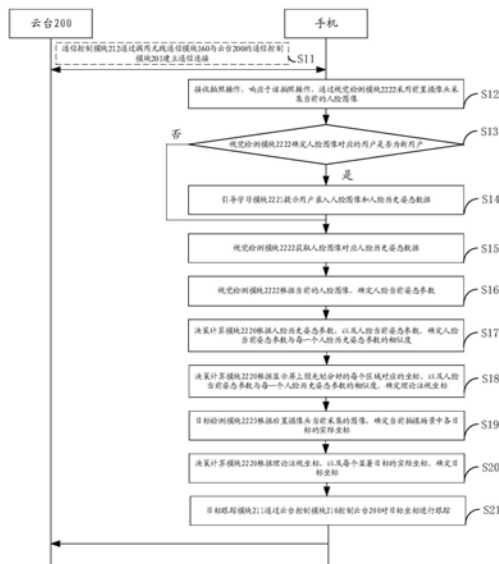 云台200
手机
通信控制模块212通过调用无线通信模块160与云台200的通信控制
模块201建立通信连接
S11
接收拍照操作，响应于该拍照操作，通过视觉检测模块2222采用前置摄像头采
集当前的人脸图像
S12
视觉检测模块2222确定人脸图像对应的用户是否为新用户
S13
否
是
引导学习模块2221提示用户录入人脸图像和人脸历史姿态数据
S14
视觉检测模块2222获取人脸图像对应人脸历史姿态数据
S15
视觉检测模块2222根据当前的人脸图像，确定人脸当前姿态参数
S16
决策计算模块2220根据人脸历史姿态参数，以及人脸当前姿态参数，确定人脸
当前姿态参数与每一个人脸历史姿态参数的相似度
S17
决策计算模块2220根据显示屏上预先划分好的每个区域对应的坐标，以及人脸
当前姿态参数与每一个人脸历史姿态参数的相似度，确定理论注视坐标
S18
目标检测模块2223根据后置摄像头当前采集的图像，确定当前拍摄场景中各目
标的实际坐标
S19
决策计算模块2220根据理论注视坐标，以及每个显著目标的实际坐标，确定目
标坐标
S20
目标跟踪模块211通过云台控制模块210控制云台200对目标坐标进行跟踪
S21